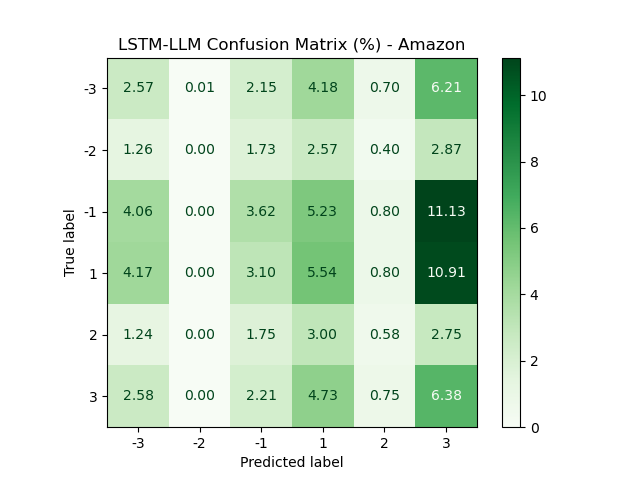 LSTM-LLM Confusion Matrix (%) - Amazon
-3 2.57 0.01 2.15 4.18 0.70 6.21
-2 1.26 0.00 1.73 2.57 0.40 2.87
-1 4.06 0.00 3.62 5.23 0.80 11.13
1 4.17 0.00 3.10 5.54 0.80 10.91
2 1.24 0.00 1.75 3.00 0.58 2.75
3 2.58 0.00 2.21 4.73 0.75 6.38
-3 -2 -1 1 2 3
Predicted label
True label
10
8
6
4
2
0